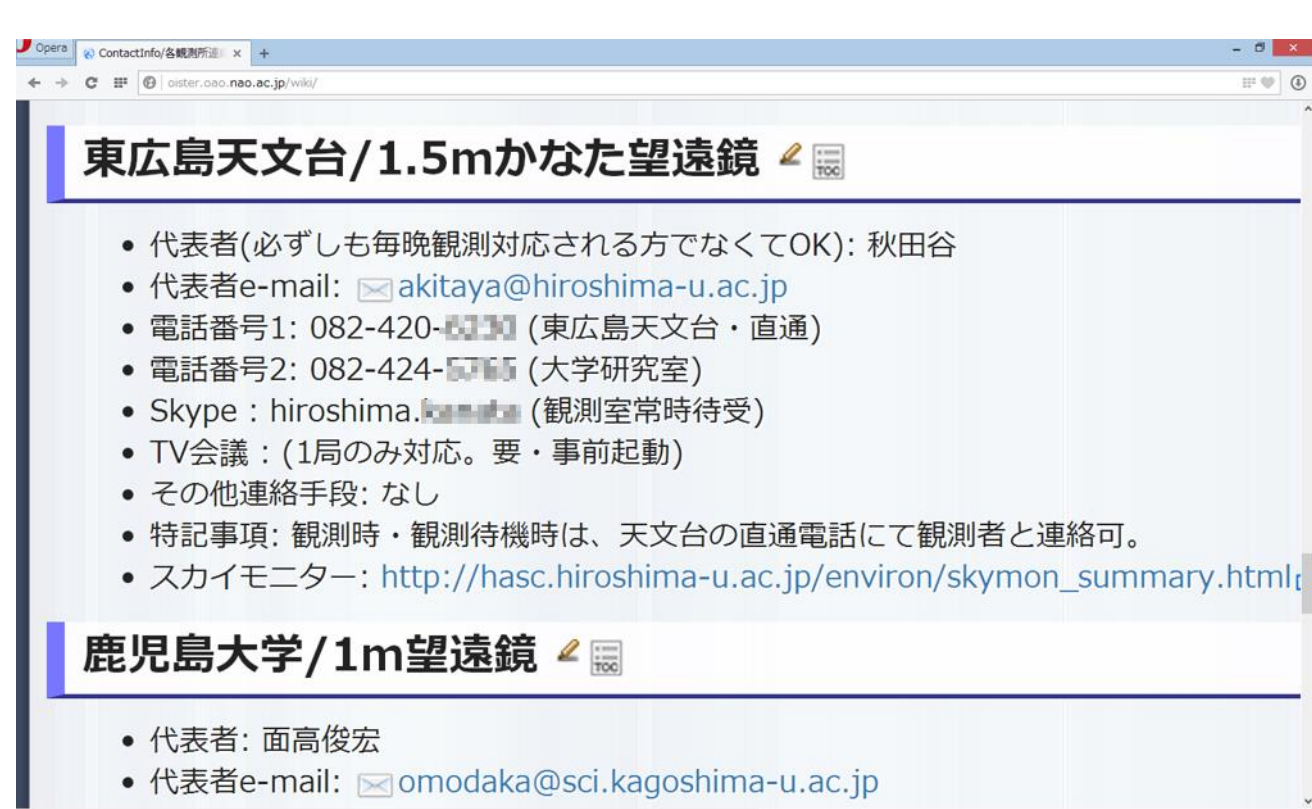 Opera
ContactInfo/各観測所
oister.oao.nao.ac.jp/wiki/
東広島天文台/1.5mかなた望遠鏡
TOC
代表者(必ずしも毎晩観測対応される方でなくてOK): 秋田谷
代表者e-mail: akitaya@hiroshima-u.ac.jp
電話番号1: 082-420- (東広島天文台・直通)
電話番号2: 082-424- (大学研究室)
Skype : hiroshima. (観測室常時待受)
TV会議 : (1局のみ対応。要・事前起動)
その他連絡手段: なし
特記事項: 観測時・観測待機時は、天文台の直通電話にて観測者と連絡可。
スカイモニター: http://hasc.hiroshima-u.ac.jp/environ/skymon_summary.html
鹿児島大学/1m望遠鏡
TOC
代表者: 面高俊宏
代表者e-mail: omodaka@sci.kagoshima-u.ac.jp